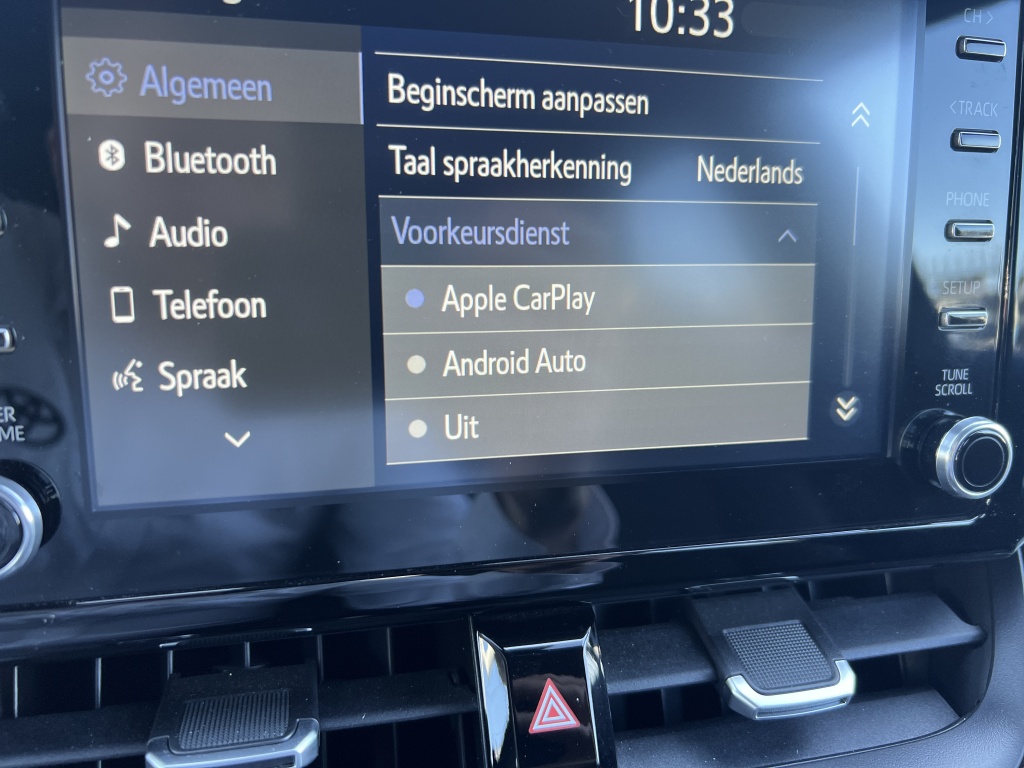 10:33
Algemeen
Bluetooth
Audio
Telefoon
Spraak
Beginscherm aanpassen
Taal spraakherkenning Nederlands
Voorkeursdienst
Apple CarPlay
Android Auto
Uit
CH >
< TRACK
PHONE
SETUP
TUNE
SCROLL